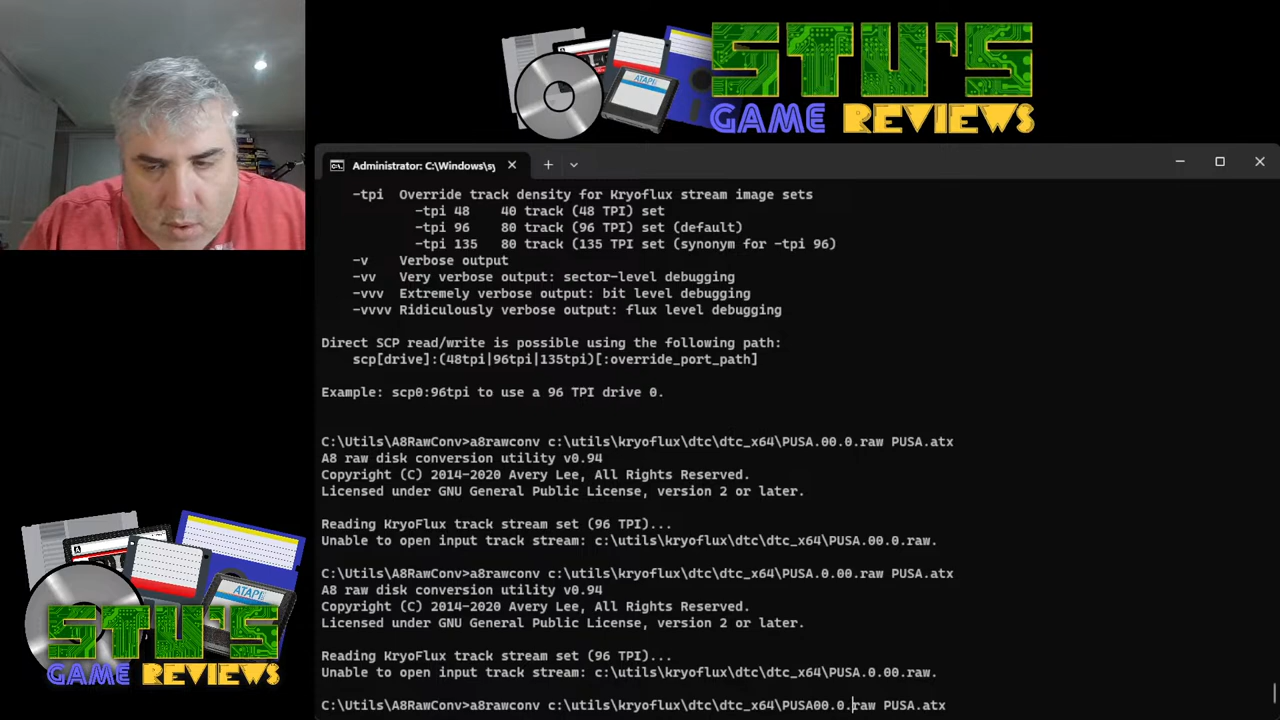 STU'S
GAME REVIEWS
ATAPI
Administrator: C:\Windows\sy
-tpi Override track density for Kryoflux stream image sets
-tpi 48 40 track (48 TPI) set
-tpi 96 80 track (96 TPI) set (default)
-tpi 135 80 track (135 TPI set (synonym for -tpi 96)
-v Verbose output
-vv Very verbose output: sector-level debugging
-vvv Extremely verbose output: bit level debugging
-vvvv Ridiculously verbose output: flux level debugging
Direct SCP read/write is possible using the following path:
scp[drive]:(48tpi|96tpi|135tpi)[:override_port_path]
Example: scp0:96tpi to use a 96 TPI drive 0.
C:\Utils\A8RawConv>a8rawconv c:\utils\kryoflux\dtc\dtc_x64\PUSA.00.0.raw PUSA.atx
A8 raw disk conversion utility v0.94
Copyright (C) 2014-2020 Avery Lee, All Rights Reserved.
Licensed under GNU General Public License, version 2 or later.
Reading KryoFlux track stream set (96 TPI)...
Unable to open input track stream: c:\utils\kryoflux\dtc\dtc_x64\PUSA.00.0.raw.
C:\Utils\A8RawConv>a8rawconv c:\utils\kryoflux\dtc\dtc_x64\PUSA.0.00.raw PUSA.atx
A8 raw disk conversion utility v0.94
Copyright (C) 2014-2020 Avery Lee, All Rights Reserved.
Licensed under GNU General Public License, version 2 or later.
Reading KryoFlux track stream set (96 TPI)...
Unable to open input track stream: c:\utils\kryoflux\dtc\dtc_x64\PUSA.0.00.raw.
C:\Utils\A8RawConv>a8rawconv c:\utils\kryoflux\dtc\dtc_x64\PUSA00.0.raw PUSA.atx
ATAPI
STU'S
GAME REVIEWS